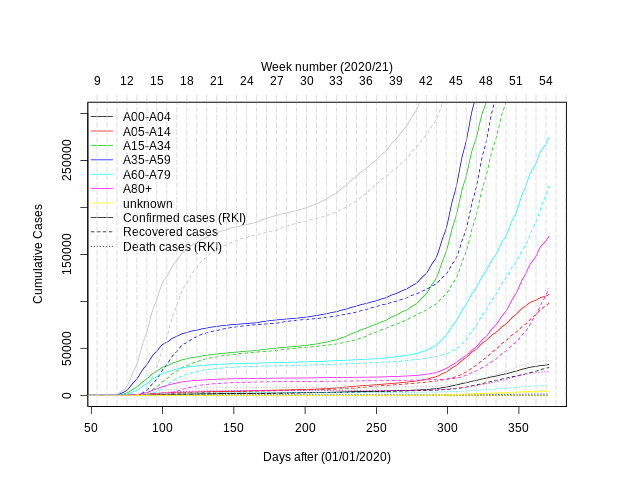 Week number (2020/21)
9 12 15 18 21 24 27 30 33 36 39 42 45 48 51 54
A00-A04
A05-A14
A15-A34
A35-A59
A60-A79
A80+
unknown
Confirmed cases (RKI)
Recovered cases
Death cases (RKI)
Cumulative Cases
0 50000 150000 250000
50 100 150 200 250 300 350
Days after (01/01/2020)